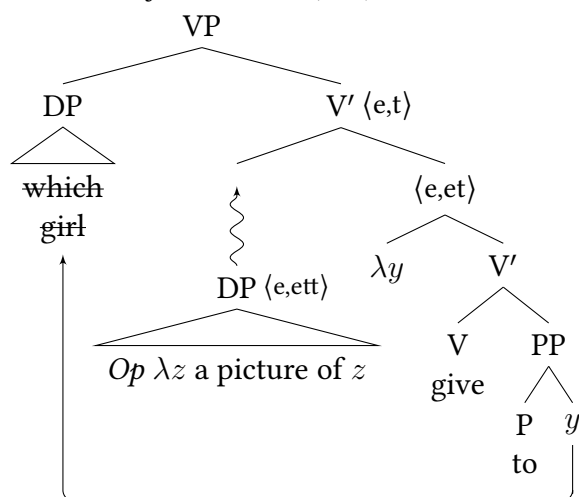 VP
DP V′ ⟨e,t⟩
which
girl
⟨e,et⟩
λy V′
DP ⟨e,ett⟩
Op λz a picture of z
V PP
give
P y
to